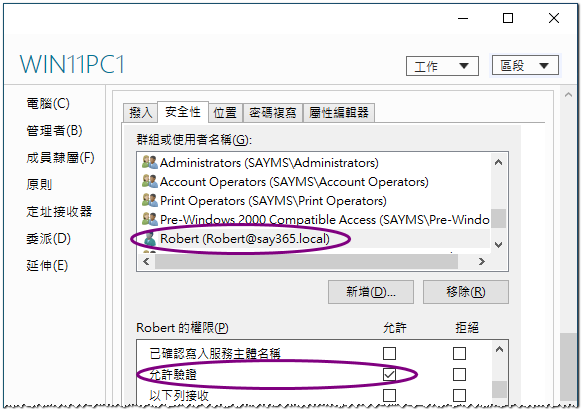 WIN11PC1
工作
區段
電腦(C)
管理者(B)
成員隸屬(F)
原則
定址接收器
委派(D)
延伸(E)
撥入 安全性 位置 密碼複寫 屬性編輯器
群組或使用者名稱(G):
Administrators (SAYMS\Administrators)
Account Operators (SAYMS\Account Operators)
Print Operators (SAYMS\Print Operators)
Pre-Windows 2000 Compatible Access (SAYMS\Pre-Windo
Robert (Robert@say365.local)
新增(D)... 移除(R)
Robert 的權限(P) 允許 拒絕
已確認寫入服務主體名稱
允許驗證
以下列接收